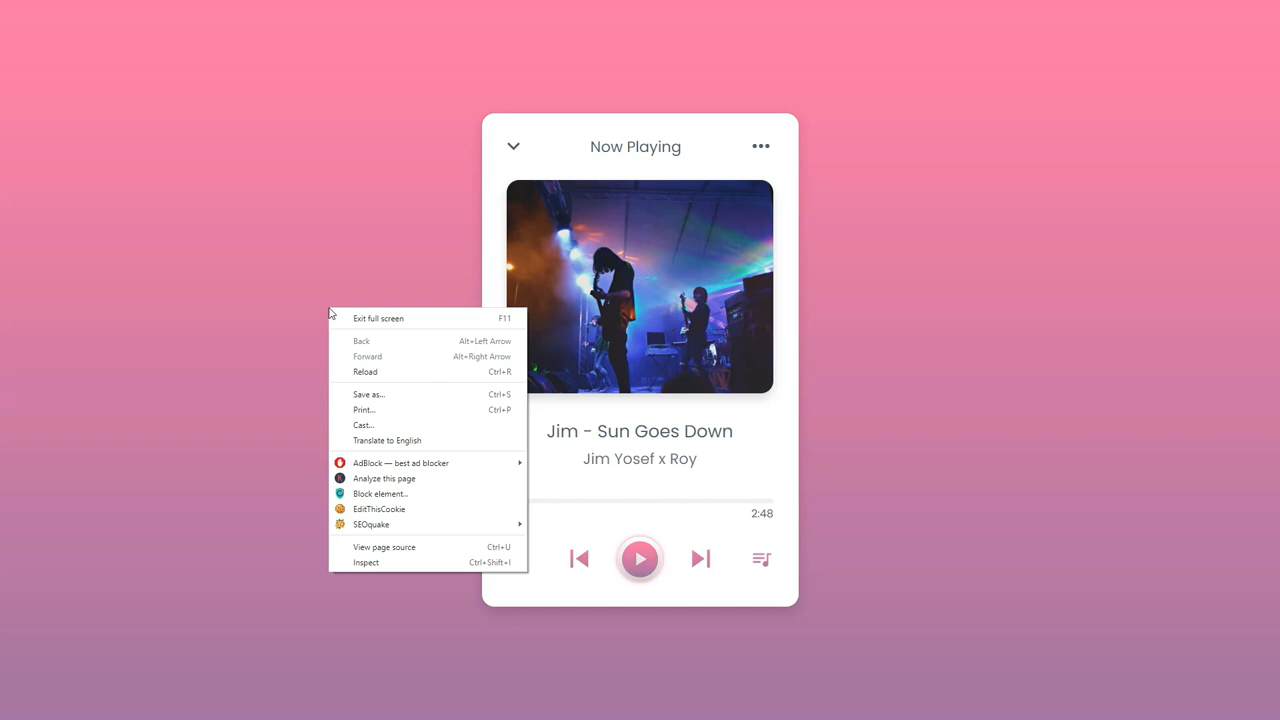 Now Playing
Exit full screen F11
Back Alt+Left Arrow
Forward Alt+Right Arrow
Reload Ctrl+R
Save as... Ctrl+S
Print... Ctrl+P
Cast...
Translate to English
AdBlock — best ad blocker
Analyze this page
Block element...
EditThisCookie
SEOquake
View page source Ctrl+U
Inspect Ctrl+Shift+I
Jim - Sun Goes Down
Jim Yosef x Roy
2:48